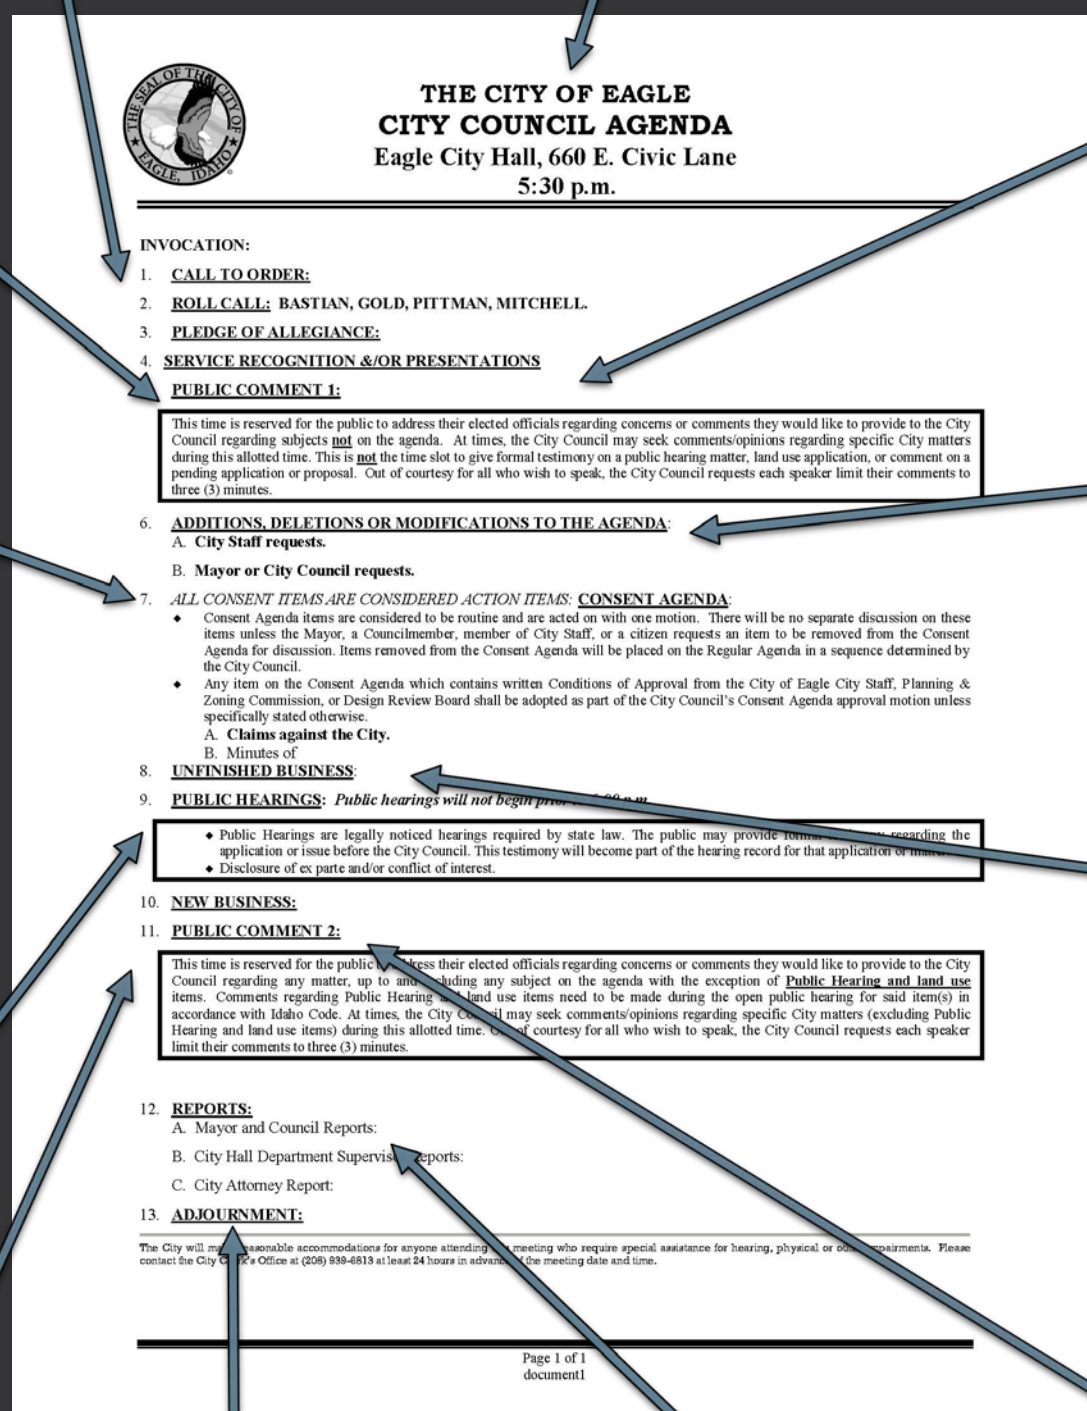 THE SEAL OF THE CITY OF
EAGLE, IDAHO
THE CITY OF EAGLE
CITY COUNCIL AGENDA
Eagle City Hall, 660 E. Civic Lane
5:30 p.m.
INVOCATION:
1. CALL TO ORDER:
2. ROLL CALL: BASTIAN, GOLD, PITTMAN, MITCHELL.
3. PLEDGE OF ALLEGIANCE:
4. SERVICE RECOGNITION &/OR PRESENTATIONS
PUBLIC COMMENT 1:
This time is reserved for the public to address their elected officials regarding concerns or comments they would like to provide to the City
Council regarding subjects not on the agenda. At times, the City Council may seek comments/opinions regarding specific City matters
during this allotted time. This is not the time slot to give formal testimony on a public hearing matter, land use application, or comment on a
pending application or proposal. Out of courtesy for all who wish to speak, the City Council requests each speaker limit their comments to
three (3) minutes.
6. ADDITIONS, DELETIONS OR MODIFICATIONS TO THE AGENDA:
A. City Staff requests.
B. Mayor or City Council requests.
7. ALL CONSENT ITEMS ARE CONSIDERED ACTION ITEMS: CONSENT AGENDA:
◆ Consent Agenda items are considered to be routine and are acted on with one motion. There will be no separate discussion on these
items unless the Mayor, a Councilmember, member of City Staff, or a citizen requests an item to be removed from the Consent
Agenda for discussion. Items removed from the Consent Agenda will be placed on the Regular Agenda in a sequence determined by
the City Council.
◆ Any item on the Consent Agenda which contains written Conditions of Approval from the City of Eagle City Staff, Planning &
Zoning Commission, or Design Review Board shall be adopted as part of the City Council's Consent Agenda approval motion unless
specifically stated otherwise.
A. Claims against the City.
B. Minutes of
8. UNFINISHED BUSINESS:
9. PUBLIC HEARINGS: Public hearings will not begin prior p.m.
◆ Public Hearings are legally noticed hearings required by state law. The public may provide formal regarding the
application or issue before the City Council. This testimony will become part of the hearing record for that application or
◆ Disclosure of ex parte and/or conflict of interest.
10. NEW BUSINESS:
11. PUBLIC COMMENT 2:
This time is reserved for the public address their elected officials regarding concerns or comments they would like to provide to the City
Council regarding any matter, up to and including any subject on the agenda with the exception of Public Hearing and land use
items. Comments regarding Public Hearing and land use items need to be made during the open public hearing for said item(s) in
accordance with Idaho Code. At times, the City Council may seek comments/opinions regarding specific City matters (excluding Public
Hearing and land use items) during this allotted time. Out of courtesy for all who wish to speak, the City Council requests each speaker
limit their comments to three (3) minutes.
12. REPORTS:
A. Mayor and Council Reports:
B. City Hall Department Supervisor Reports:
C. City Attorney Report:
13. ADJOURNMENT:
The City will make reasonable accommodations for anyone attending meeting who require special assistance for hearing, physical or other impairments. Please
contact the City Clerk's Office at (208) 939-6813 at least 24 hours in advance of the meeting date and time.
Page 1 of 1
document1